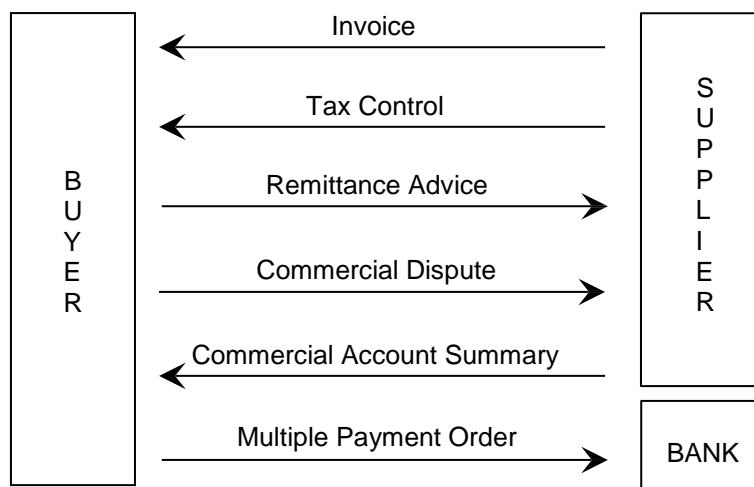 Invoice
Tax Control
Remittance Advice
Commercial Dispute
Commercial Account Summary
Multiple Payment Order
BUYER
SUPPLIER
BANK